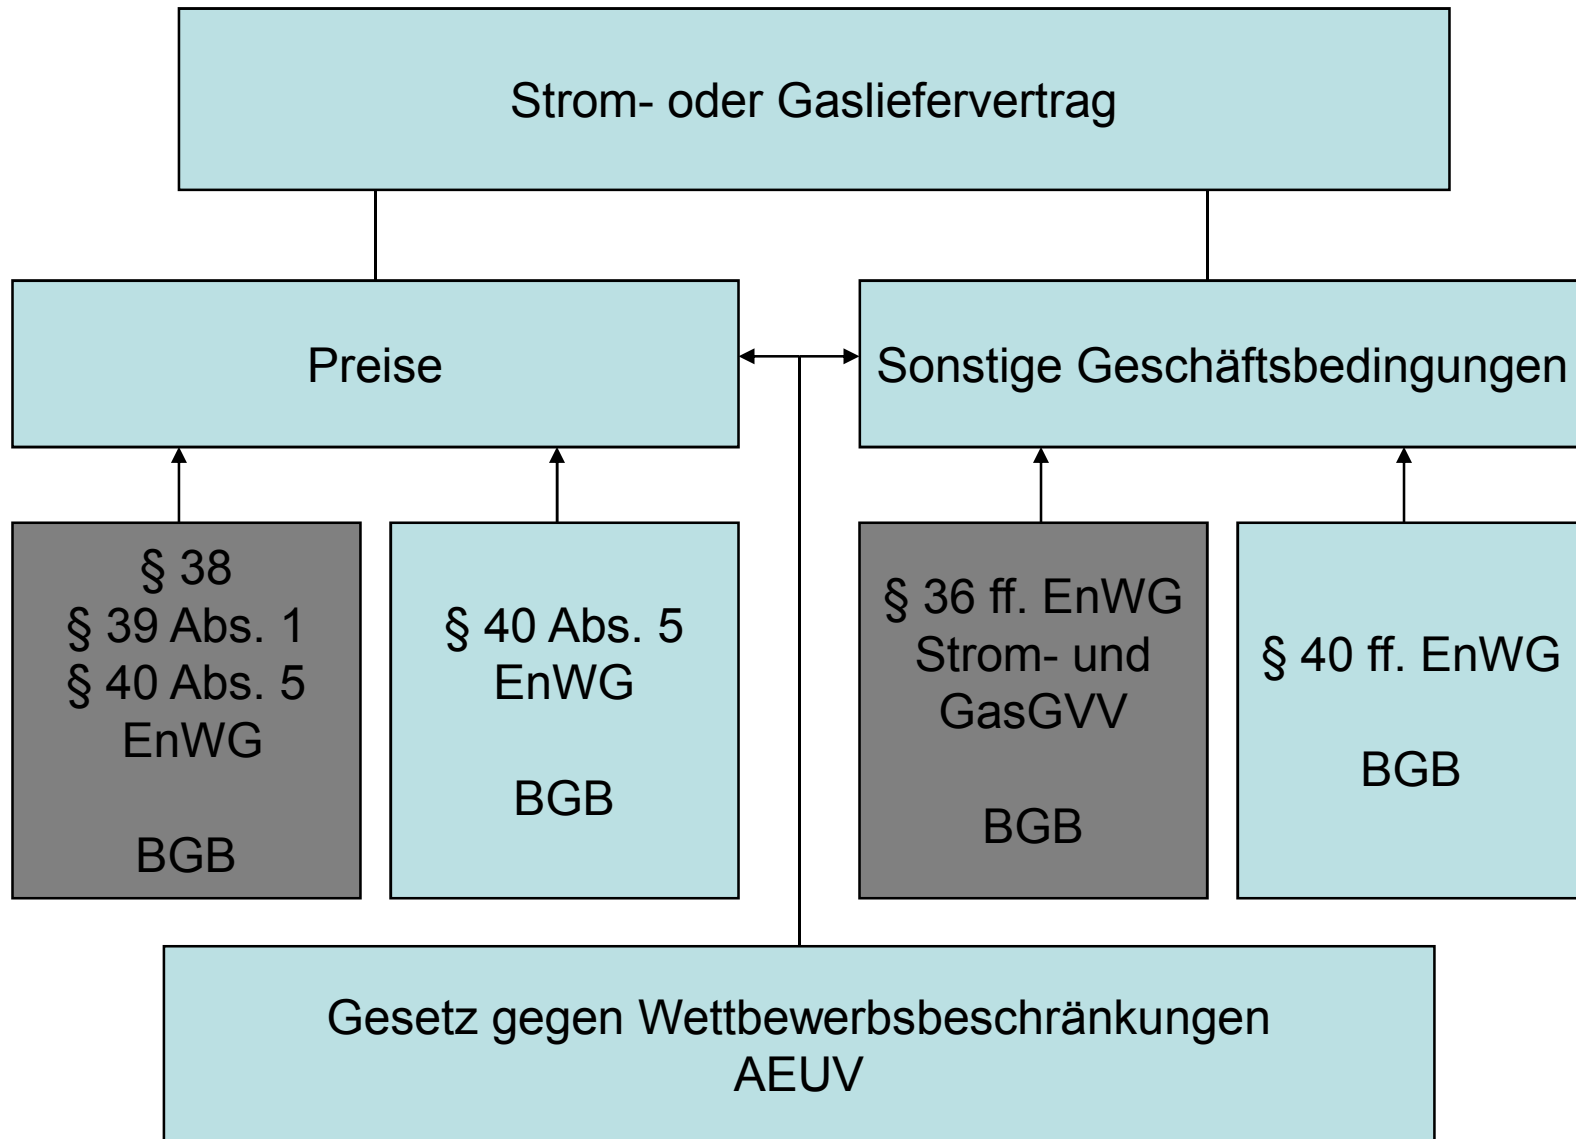 Strom- oder Gasliefervertrag
Preise
Sonstige Geschäftsbedingungen
§ 38
§ 39 Abs. 1
§ 40 Abs. 5
EnWG
BGB
§ 40 Abs. 5
EnWG
BGB
§ 36 ff. EnWG
Strom- und
GasGVV
BGB
§ 40 ff. EnWG
BGB
Gesetz gegen Wettbewerbsbeschränkungen
AEUV